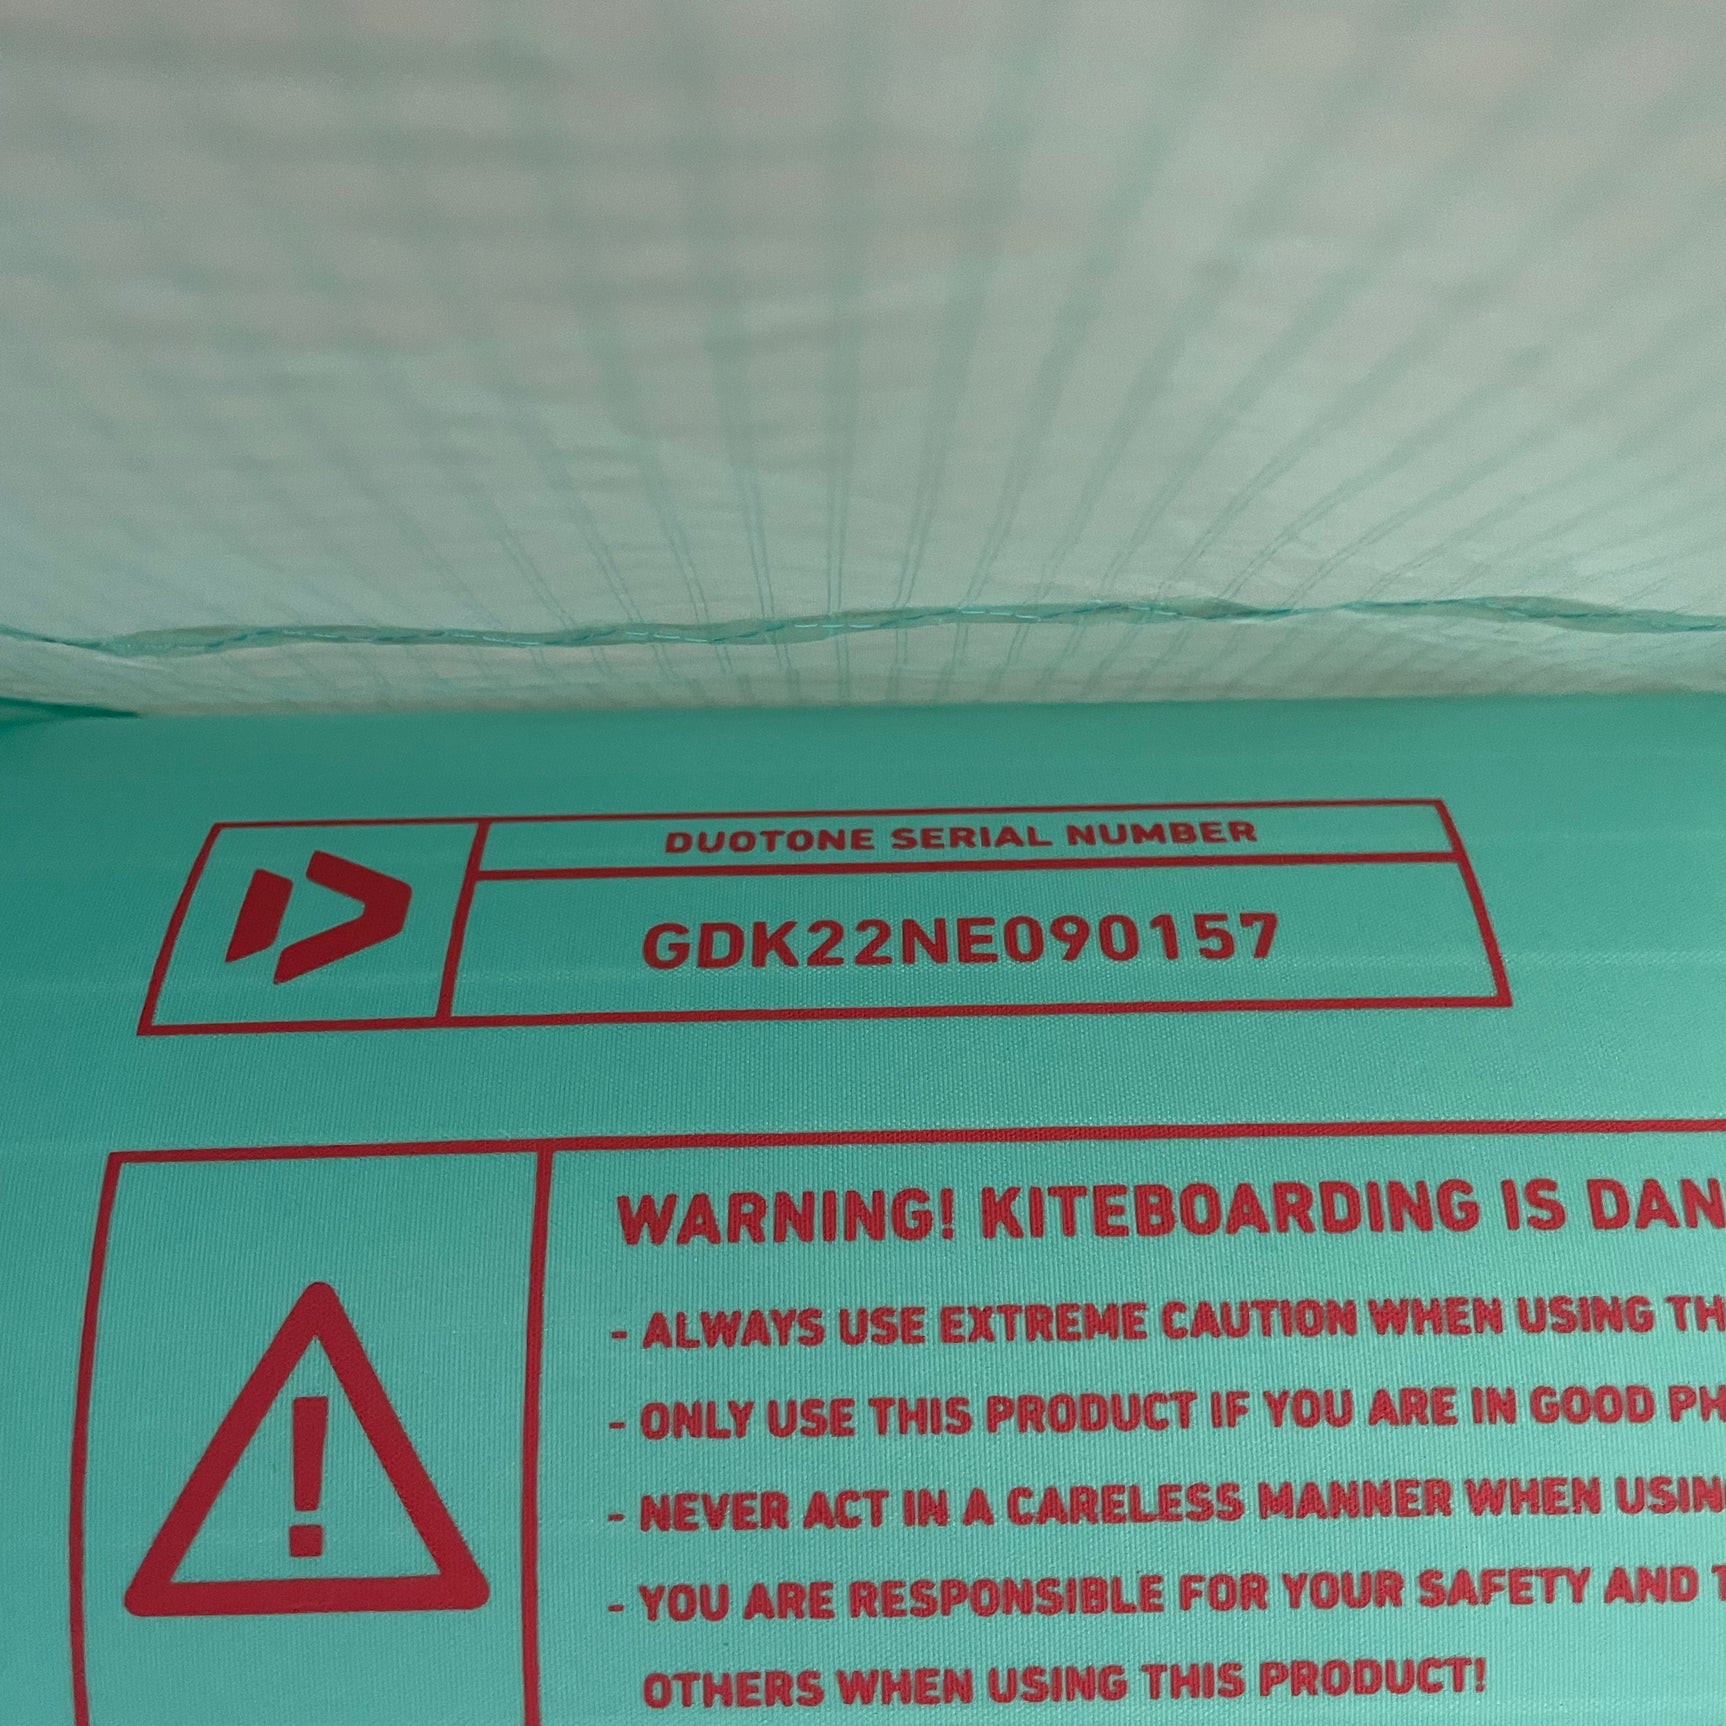 DUOTONE SERIAL NUMBER
GDK22NE090157
WARNING! KITEBOARDING IS DAN
- ALWAYS USE EXTREME CAUTION WHEN USING TH
- ONLY USE THIS PRODUCT IF YOU ARE IN GOOD PH
- NEVER ACT IN A CARELESS MANNER WHEN USIN
- YOU ARE RESPONSIBLE FOR YOUR SAFETY AND T
OTHERS WHEN USING THIS PRODUCT!